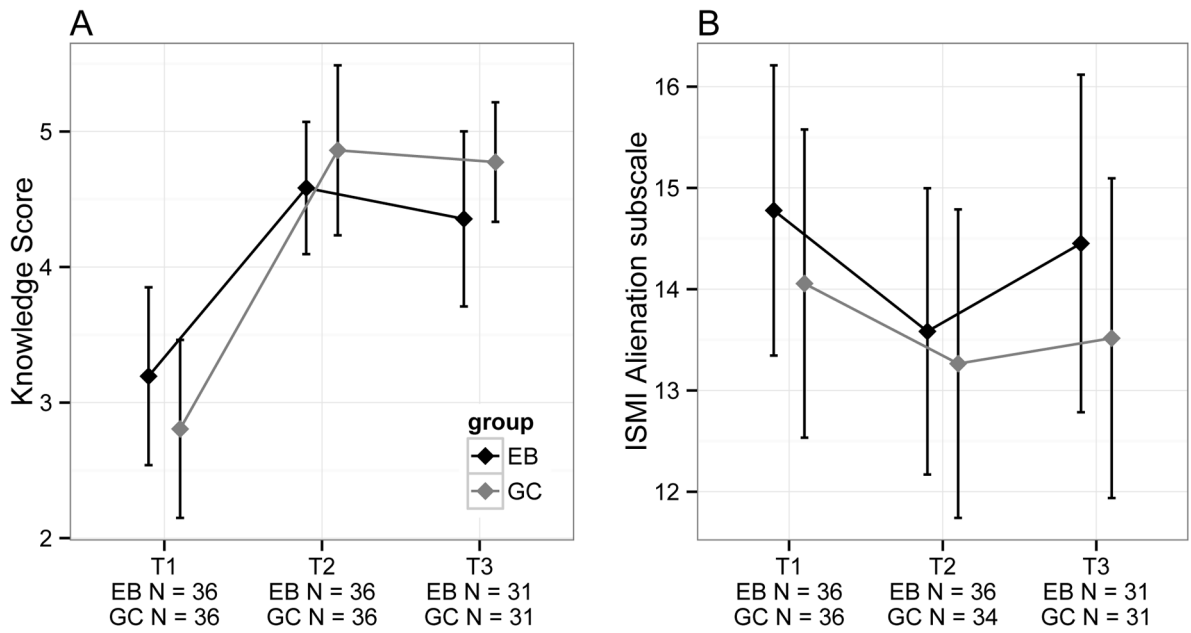 A
Knowledge Score
5
4
3
2
group
EB
GC
T1
EB N = 36
GC N = 36
T2
EB N = 36
GC N = 36
T3
EB N = 31
GC N = 31
B
ISMI Alienation subscale
16
15
14
13
12
T1
EB N = 36
GC N = 36
T2
EB N = 36
GC N = 34
T3
EB N = 31
GC N = 31